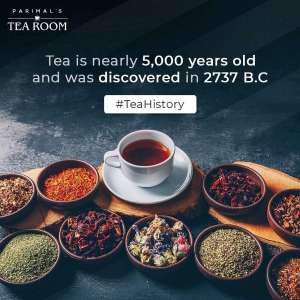 PARIMAL'S
TEA ROOM
Tea is nearly 5,000 years old
and was discovered in 2737 B.C
#TeaHistory